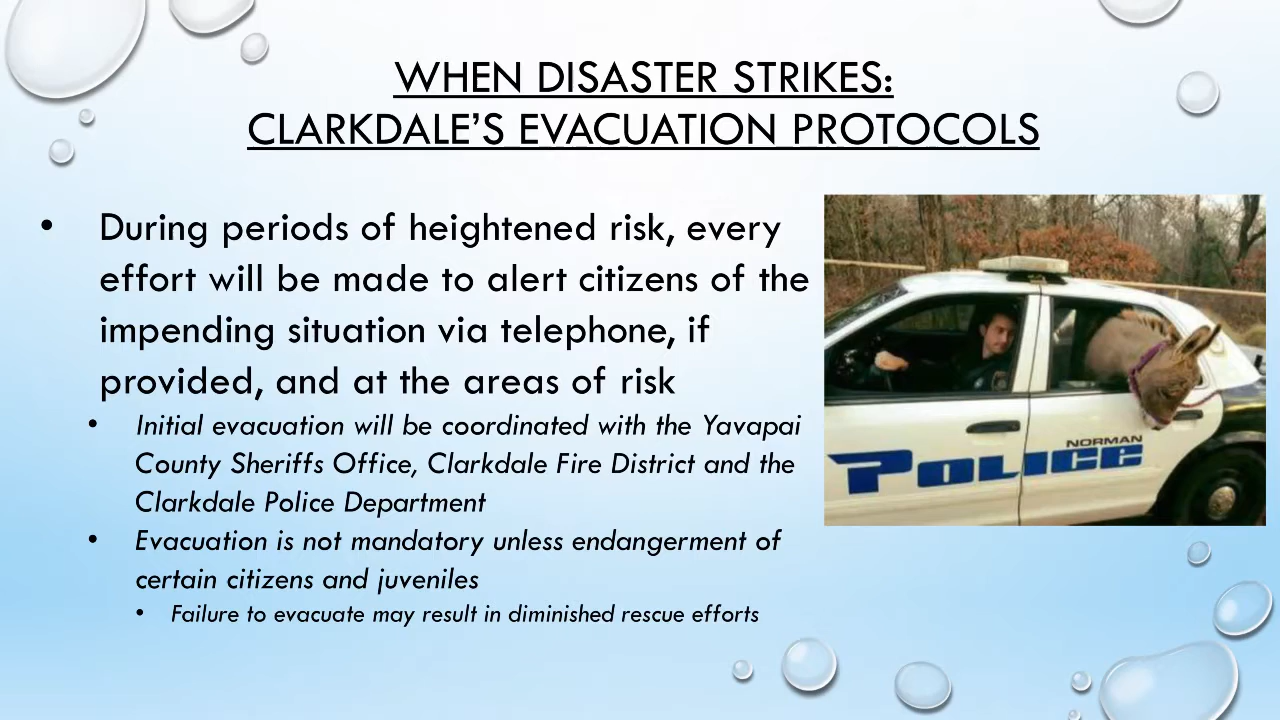 WHEN DISASTER STRIKES:
CLARKDALE’S EVACUATION PROTOCOLS
• During periods of heightened risk, every
effort will be made to alert citizens of the
impending situation via telephone, if
provided, and at the areas of risk
• Initial evacuation will be coordinated with the Yavapai
County Sheriffs Office, Clarkdale Fire District and the
Clarkdale Police Department
• Evacuation is not mandatory unless endangerment of
certain citizens and juveniles
• Failure to evacuate may result in diminished rescue efforts
NORMAN
POLICE